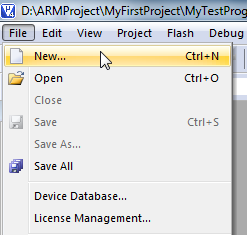 D:\ARMProject\MyFirstProject\MyTestProg
File Edit View Project Flash Debug
New... Ctrl+N
Open Ctrl+O
Close
Save Ctrl+S
Save As...
Save All
Device Database...
License Management...